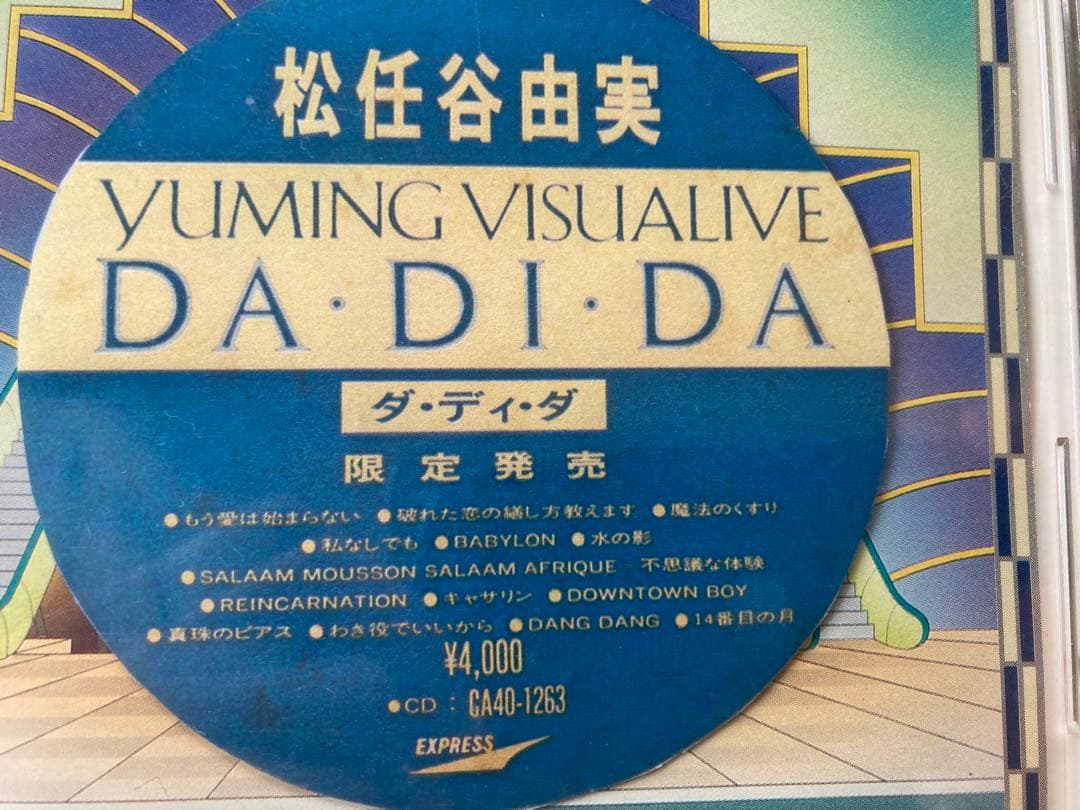 松任谷由実
YUMING VISUALIVE
DA・DI・DA
ダ・ディ・ダ
限定発売
●もう愛は始まらない ●破れた恋の繕し方教えます ●魔法のくすり
●私なしでも ●BABYLON ●水の影
●SALAAM MOUSSON SALAAM AFRIQUE 不思議な体験
●REINCARNATION ●キャサリン ●DOWNTOWN BOY
●真珠のピアス ●わき役でいいから ●DANG DANG ●14番目の月
¥4,000
●CD : CA40-1263
EXPRESS